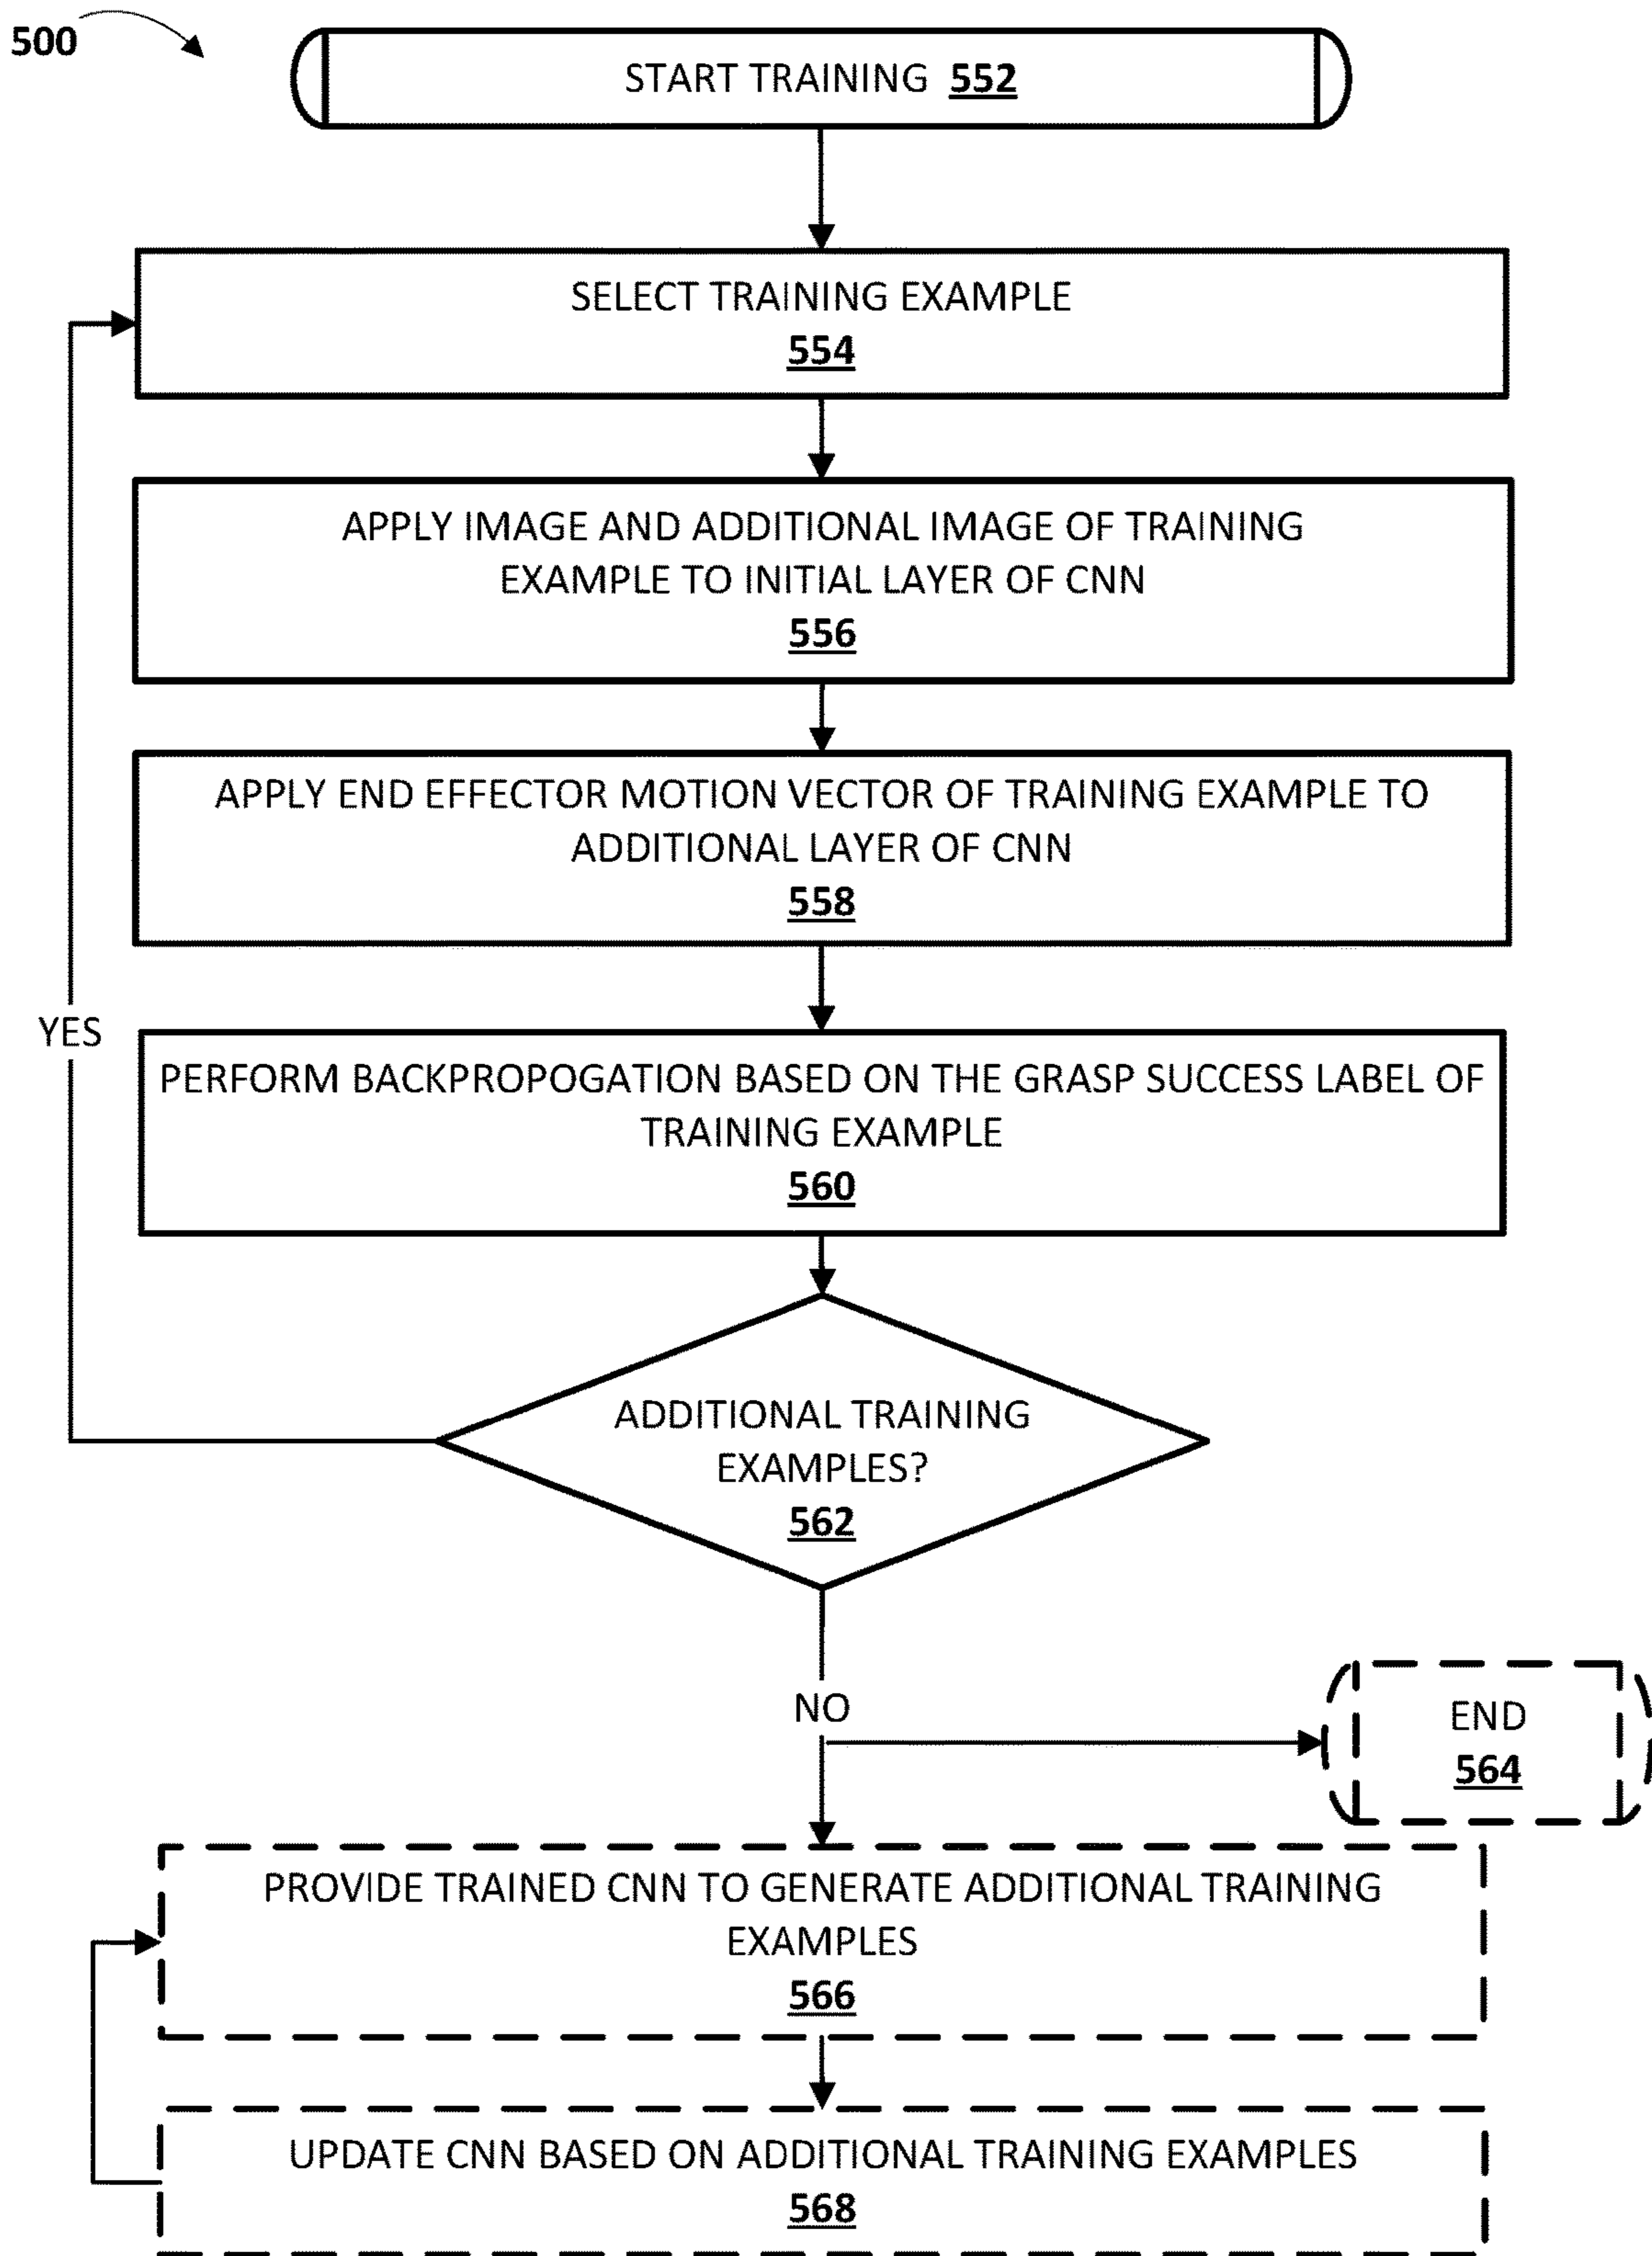 500
START TRAINING 552
SELECT TRAINING EXAMPLE
554
APPLY IMAGE AND ADDITIONAL IMAGE OF TRAINING
EXAMPLE TO INITIAL LAYER OF CNN
556
APPLY END EFFECTOR MOTION VECTOR OF TRAINING EXAMPLE TO
ADDITIONAL LAYER OF CNN
558
YES
PERFORM BACKPROPOGATION BASED ON THE GRASP SUCCESS LABEL OF
TRAINING EXAMPLE
560
ADDITIONAL TRAINING
EXAMPLES?
562
NO
END
564
PROVIDE TRAINED CNN TO GENERATE ADDITIONAL TRAINING
EXAMPLES
566
UPDATE CNN BASED ON ADDITIONAL TRAINING EXAMPLES
568